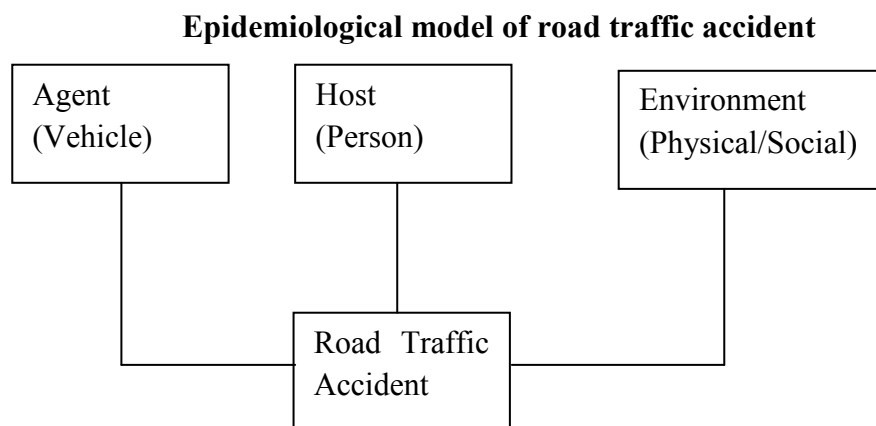 Epidemiological model of road traffic accident
Agent
(Vehicle)
Host
(Person)
Environment
(Physical/Social)
Road Traffic
Accident